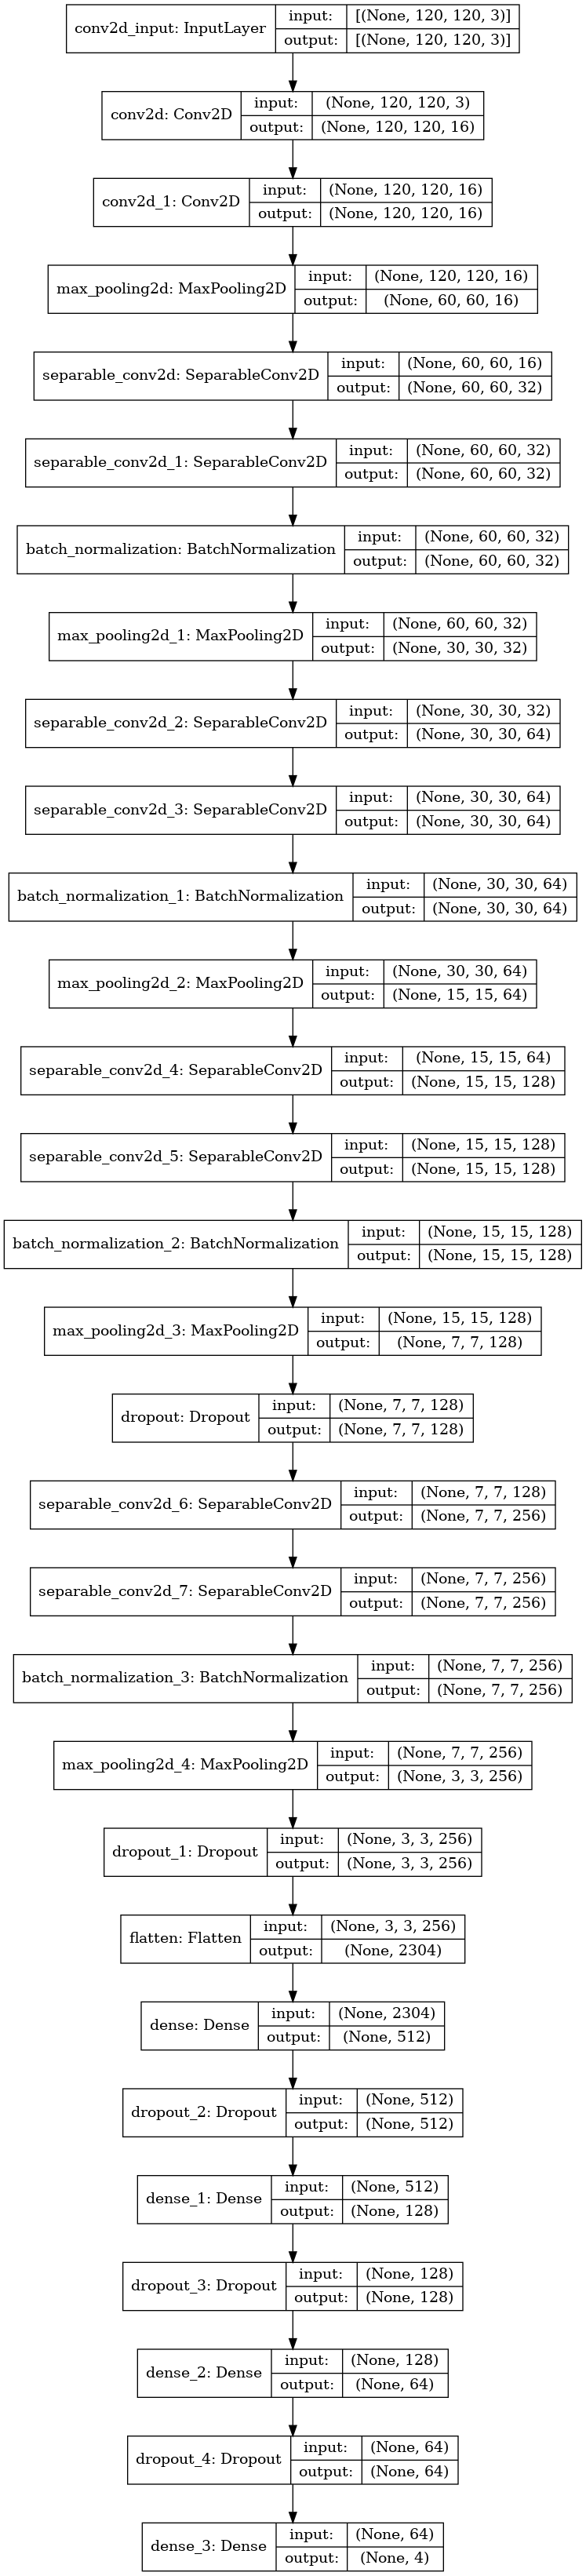 conv2d_input: InputLayer input: [(None, 120, 120, 3)]
output: [(None, 120, 120, 3)]
conv2d: Conv2D input: (None, 120, 120, 3)
output: (None, 120, 120, 16)
conv2d_1: Conv2D input: (None, 120, 120, 16)
output: (None, 120, 120, 16)
max_pooling2d: MaxPooling2D input: (None, 120, 120, 16)
output: (None, 60, 60, 16)
separable_conv2d: SeparableConv2D input: (None, 60, 60, 16)
output: (None, 60, 60, 32)
separable_conv2d_1: SeparableConv2D input: (None, 60, 60, 32)
output: (None, 60, 60, 32)
batch_normalization: BatchNormalization input: (None, 60, 60, 32)
output: (None, 60, 60, 32)
max_pooling2d_1: MaxPooling2D input: (None, 60, 60, 32)
output: (None, 30, 30, 32)
separable_conv2d_2: SeparableConv2D input: (None, 30, 30, 32)
output: (None, 30, 30, 64)
separable_conv2d_3: SeparableConv2D input: (None, 30, 30, 64)
output: (None, 30, 30, 64)
batch_normalization_1: BatchNormalization input: (None, 30, 30, 64)
output: (None, 30, 30, 64)
max_pooling2d_2: MaxPooling2D input: (None, 30, 30, 64)
output: (None, 15, 15, 64)
separable_conv2d_4: SeparableConv2D input: (None, 15, 15, 64)
output: (None, 15, 15, 128)
separable_conv2d_5: SeparableConv2D input: (None, 15, 15, 128)
output: (None, 15, 15, 128)
batch_normalization_2: BatchNormalization input: (None, 15, 15, 128)
output: (None, 15, 15, 128)
max_pooling2d_3: MaxPooling2D input: (None, 15, 15, 128)
output: (None, 7, 7, 128)
dropout: Dropout input: (None, 7, 7, 128)
output: (None, 7, 7, 128)
separable_conv2d_6: SeparableConv2D input: (None, 7, 7, 128)
output: (None, 7, 7, 256)
separable_conv2d_7: SeparableConv2D input: (None, 7, 7, 256)
output: (None, 7, 7, 256)
batch_normalization_3: BatchNormalization input: (None, 7, 7, 256)
output: (None, 7, 7, 256)
max_pooling2d_4: MaxPooling2D input: (None, 7, 7, 256)
output: (None, 3, 3, 256)
dropout_1: Dropout input: (None, 3, 3, 256)
output: (None, 3, 3, 256)
flatten: Flatten input: (None, 3, 3, 256)
output: (None, 2304)
dense: Dense input: (None, 2304)
output: (None, 512)
dropout_2: Dropout input: (None, 512)
output: (None, 512)
dense_1: Dense input: (None, 512)
output: (None, 128)
dropout_3: Dropout input: (None, 128)
output: (None, 128)
dense_2: Dense input: (None, 128)
output: (None, 64)
dropout_4: Dropout input: (None, 64)
output: (None, 64)
dense_3: Dense input: (None, 64)
output: (None, 4)